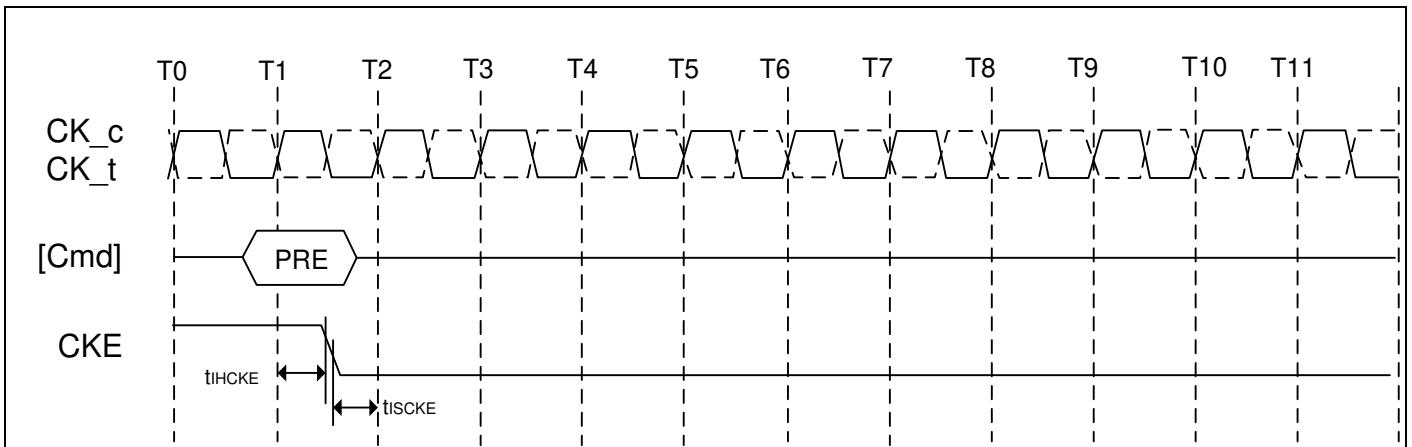 T0 T1 T2 T3 T4 T5 T6 T7 T8 T9 T10 T11
CK_c
CK_t
[Cmd] PRE
CKE
tIHCKE
tISCKE